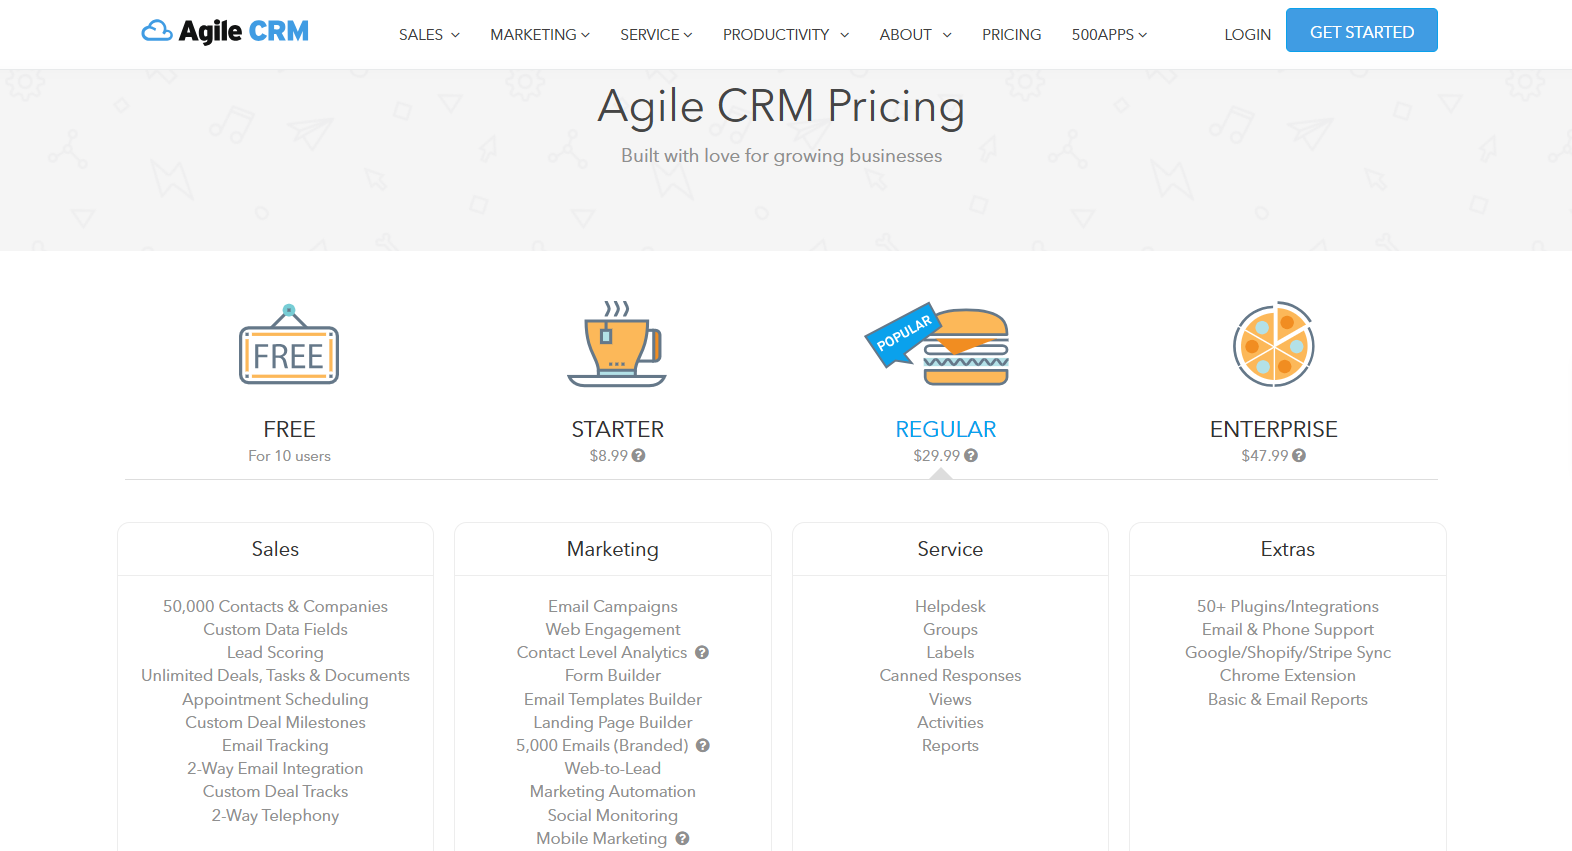 Agile CRM
SALES
MARKETING
SERVICE
PRODUCTIVITY
ABOUT
PRICING
500APPS
LOGIN
GET STARTED
Agile CRM Pricing
Built with love for growing businesses
FREE
FREE
For 10 users
STARTER
$8.99 ?
POPULAR
REGULAR
$29.99 ?
ENTERPRISE
$47.99 ?
Sales
50,000 Contacts & Companies
Custom Data Fields
Lead Scoring
Unlimited Deals, Tasks & Documents
Appointment Scheduling
Custom Deal Milestones
Email Tracking
2-Way Email Integration
Custom Deal Tracks
2-Way Telephony
Marketing
Email Campaigns
Web Engagement
Contact Level Analytics ?
Form Builder
Email Templates Builder
Landing Page Builder
5,000 Emails (Branded) ?
Web-to-Lead
Marketing Automation
Social Monitoring
Mobile Marketing ?
Service
Helpdesk
Groups
Labels
Canned Responses
Views
Activities
Reports
Extras
50+ Plugins/Integrations
Email & Phone Support
Google/Shopify/Stripe Sync
Chrome Extension
Basic & Email Reports